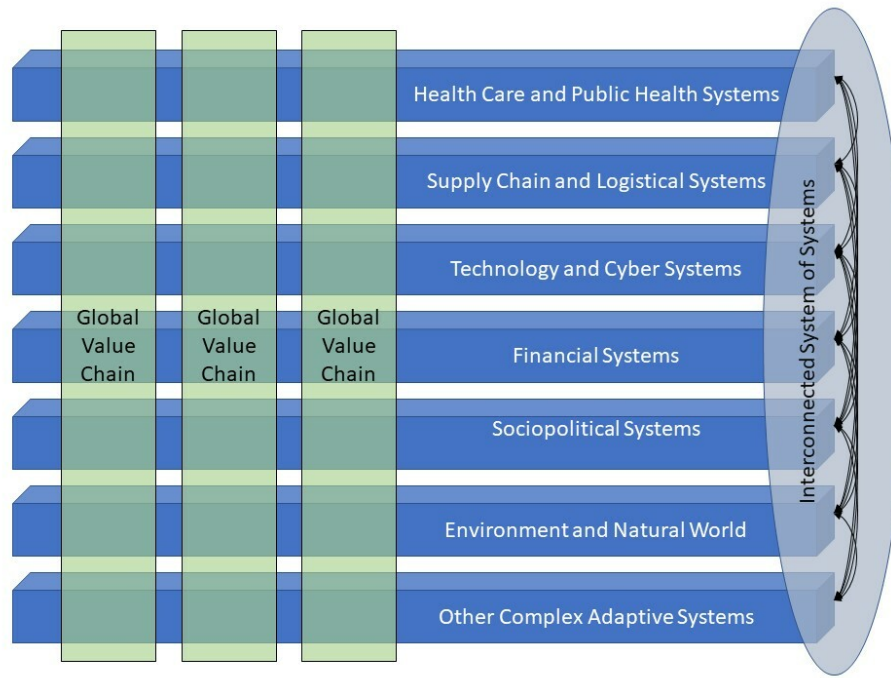 Health Care and Public Health Systems
Supply Chain and Logistical Systems
Technology and Cyber Systems
Global
Value
Chain
Global
Value
Chain
Global
Value
Chain
Financial Systems
Sociopolitical Systems
Environment and Natural World
Other Complex Adaptive Systems
Interconnected System of Systems